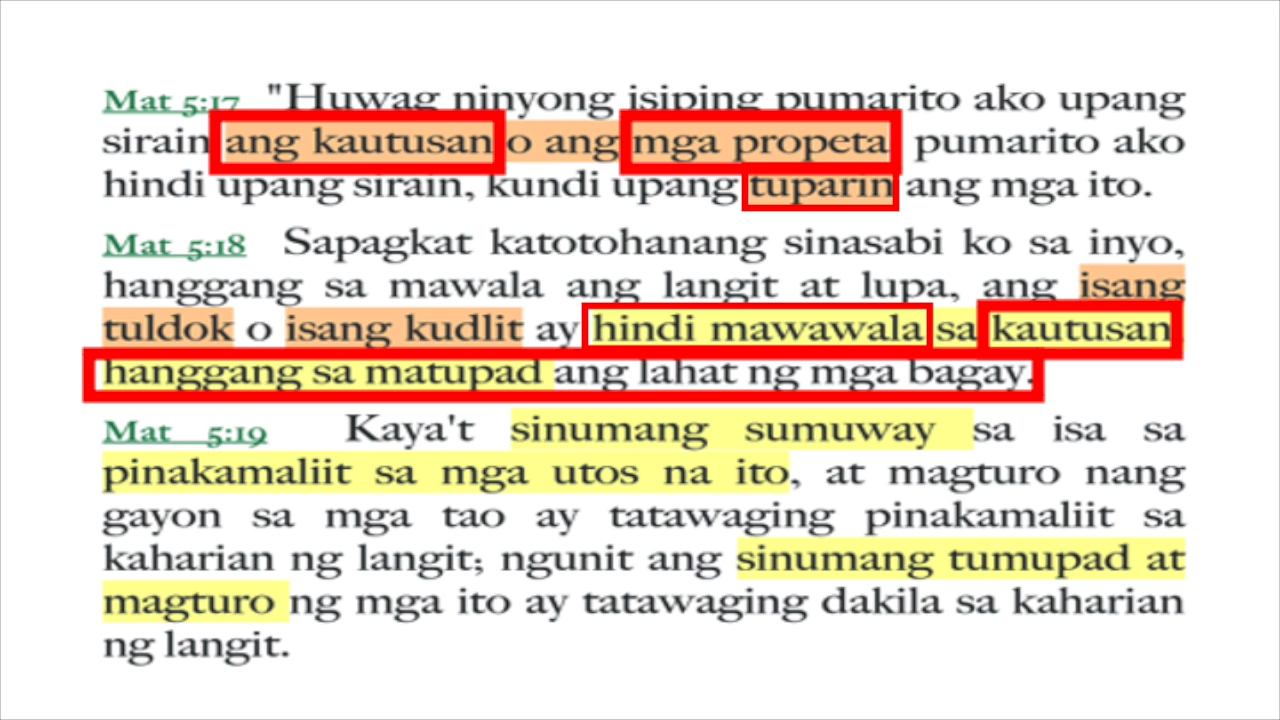 Mat 5:17 "Huwag ninyong isiping pumarito ako upang
sirain ang kautusan o ang mga propeta pumarito ako
hindi upang sirain, kundi upang tuparin ang mga ito.
Mat 5:18 Sapagkat katotohanang sinasabi ko sa inyo,
hanggang sa mawala ang langit at lupa, ang isang
tuldok o isang kudlit ay hindi mawawala sa kautusan
hanggang sa matupad ang lahat ng mga bagay.
Mat 5:19 Kaya't sinumang sumuway sa isa sa
pinakamaliit sa mga utos na ito, at magturo nang
gayon sa mga tao ay tatawaging pinakamaliit sa
kaharian ng langit; ngunit ang sinumang tumupad at
magturo ng mga ito ay tatawaging dakila sa kaharian
ng langit.